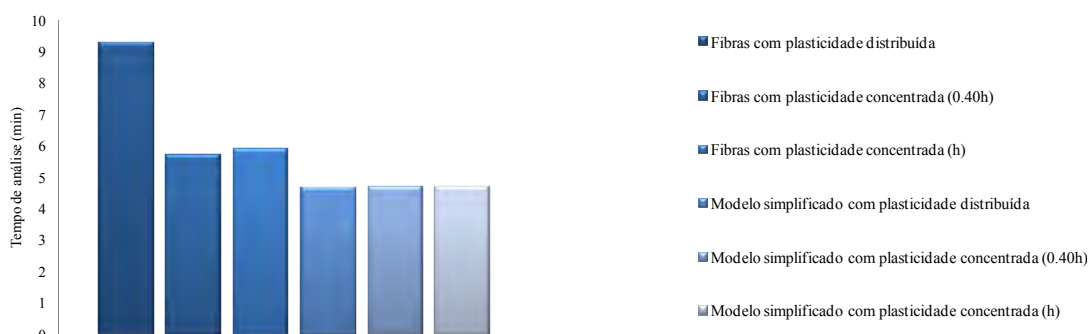 10
9
8
7
6
5
4
3
2
1
0
Tempo de análise (min)
Fibras com plasticidade distribuída
Fibras com plasticidade concentrada (0.40h)
Fibras com plasticidade concentrada (h)
Modelo simplificado com plasticidade distribuída
Modelo simplificado com plasticidade concentrada (0.40h)
Modelo simplificado com plasticidade concentrada (h)